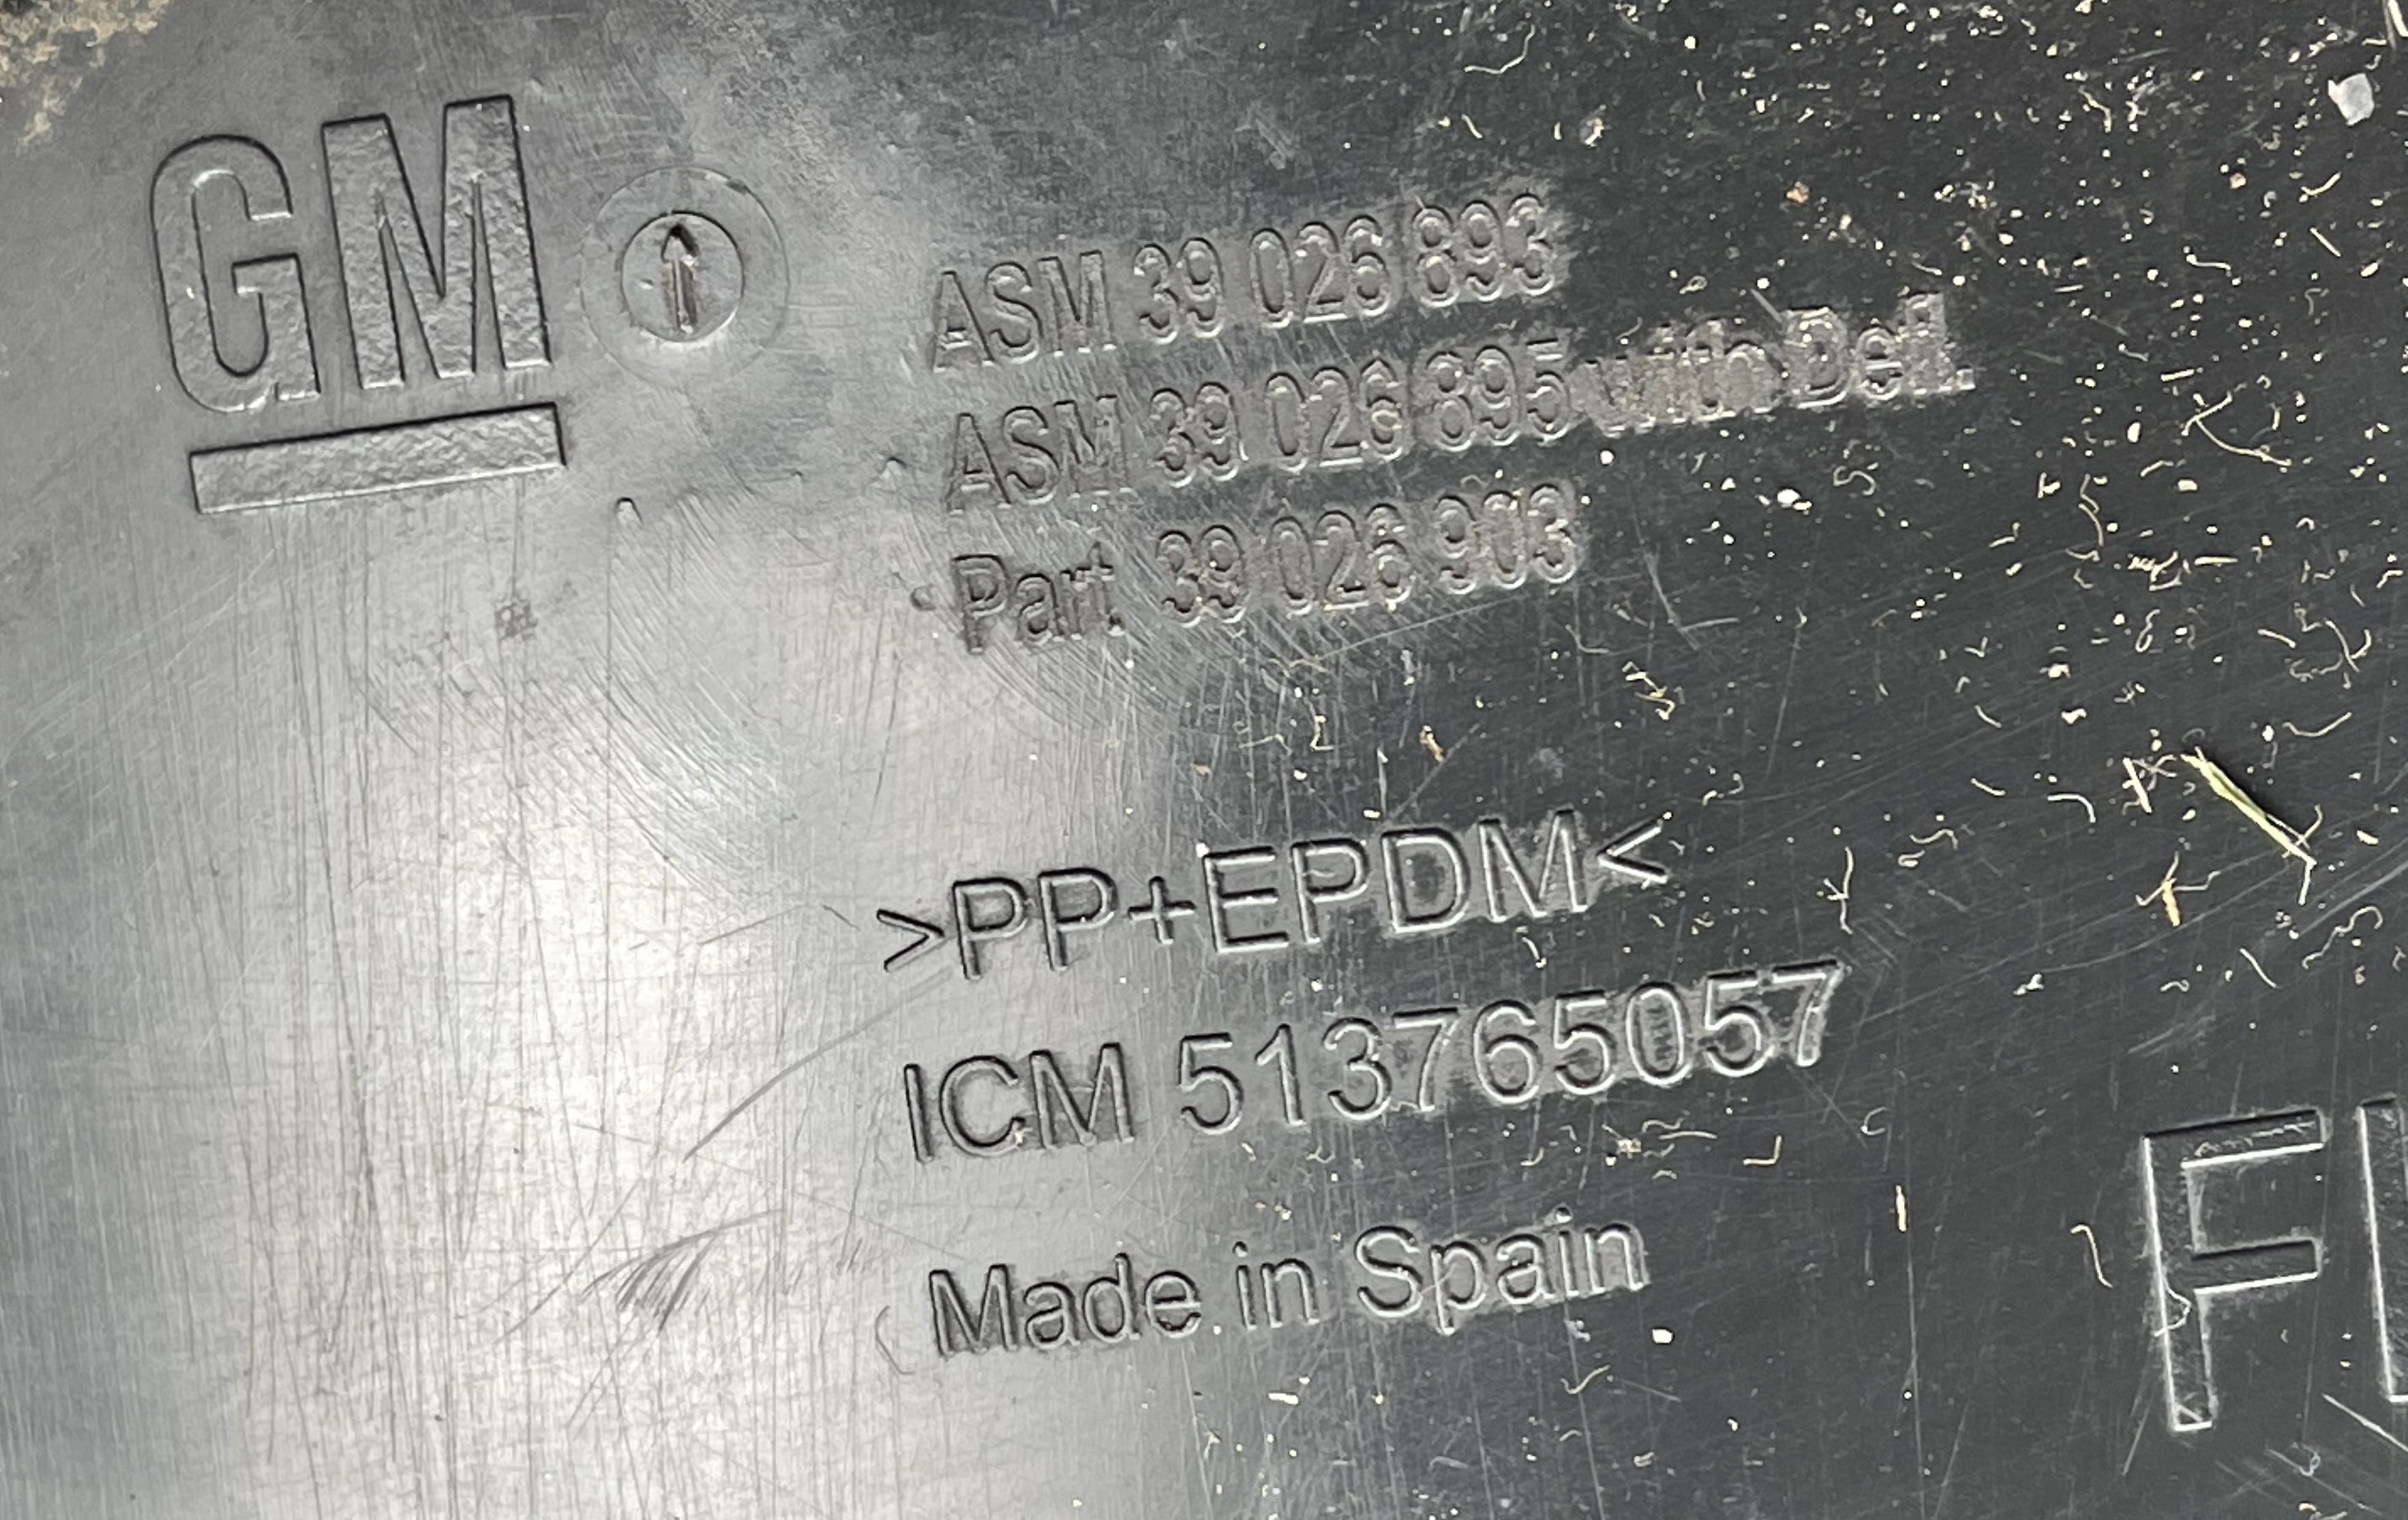 GM
ASM 39 026 893
ASM 39 026 895 with Defl.
Part 39 026 903
>PP+EPDM<
ICM 513765057
Made in Spain